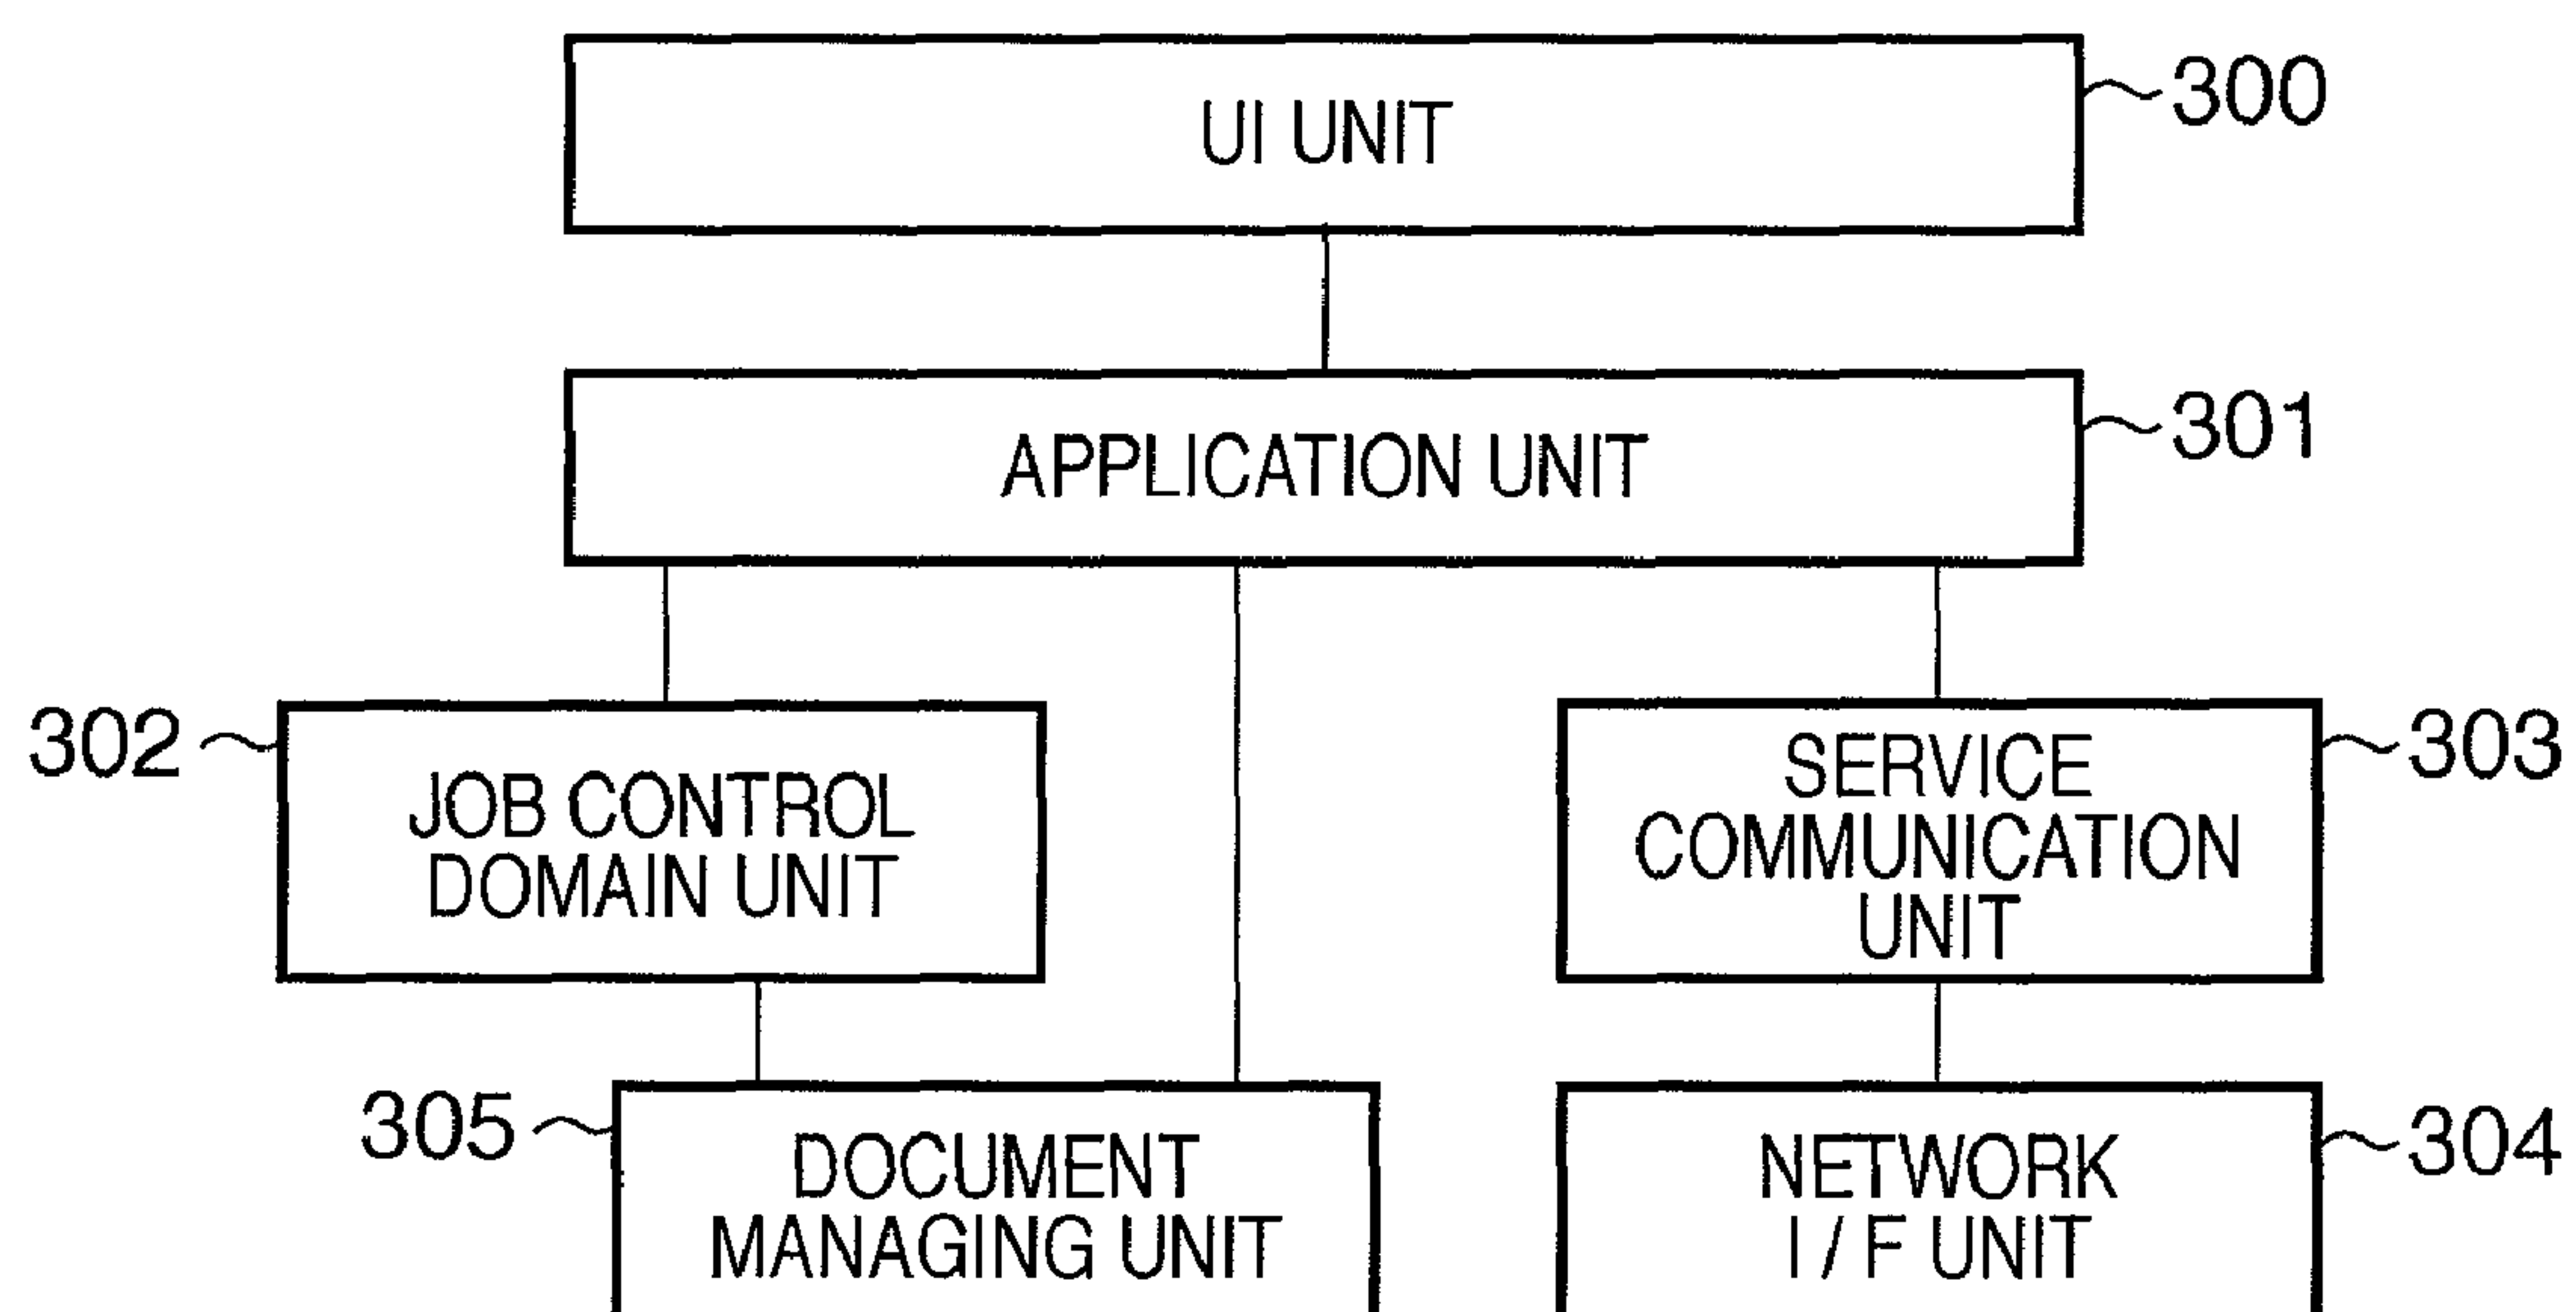 UI UNIT
300
APPLICATION UNIT
301
302
JOB CONTROL
DOMAIN UNIT
SERVICE
COMMUNICATION
UNIT
303
305
DOCUMENT
MANAGING UNIT
NETWORK
I / F UNIT
304